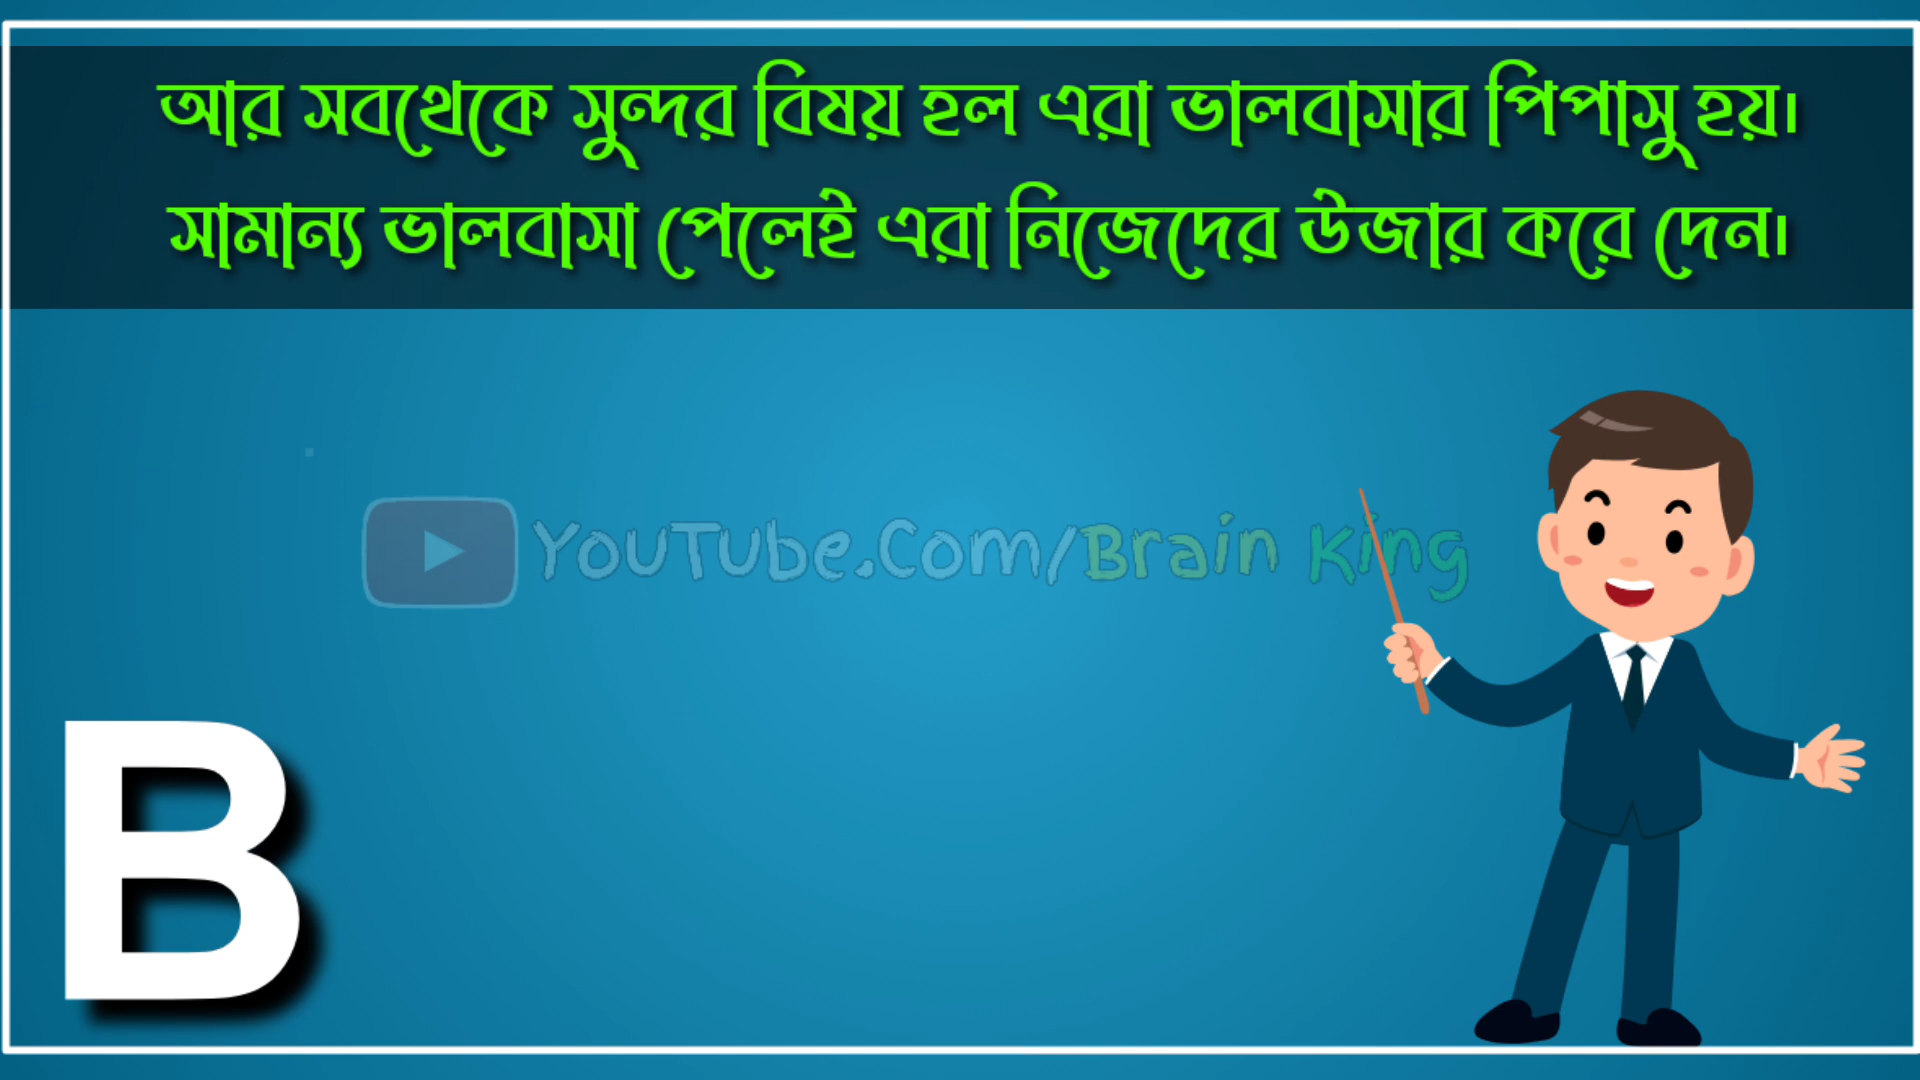 আর সবথেকে সুন্দর বিষয় হল এরা ভালবাসার পিপাসু হয়।
সামান্য ভালবাসা পেলেই এরা নিজেদের উজার করে দেন।
YouTube.Com/Brain King
B